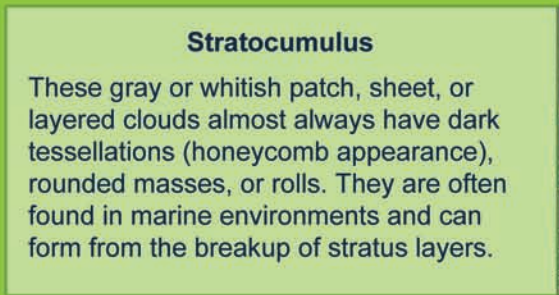 Stratocumulus
These gray or whitish patch, sheet, or
layered clouds almost always have dark
tessellations (honeycomb appearance),
rounded masses, or rolls. They are often
found in marine environments and can
form from the breakup of stratus layers.